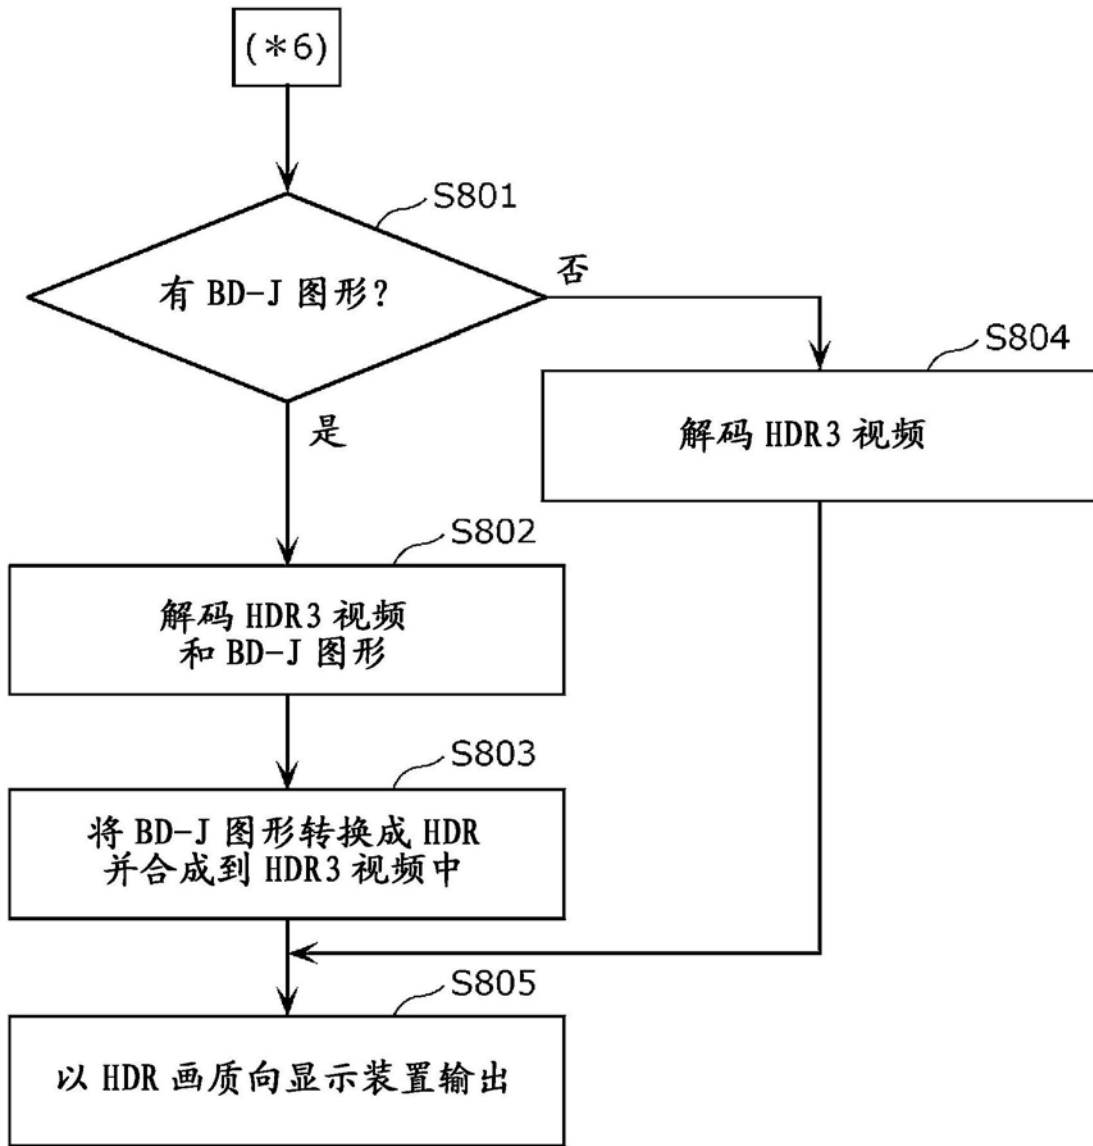 (*6)
S801
有 BD-J 图形?
否
是
S804
解码 HDR3 视频
S802
解码 HDR3 视频
和 BD-J 图形
S803
将 BD-J 图形转换成 HDR
并合成到 HDR3 视频中
S805
以 HDR 画质向显示装置输出